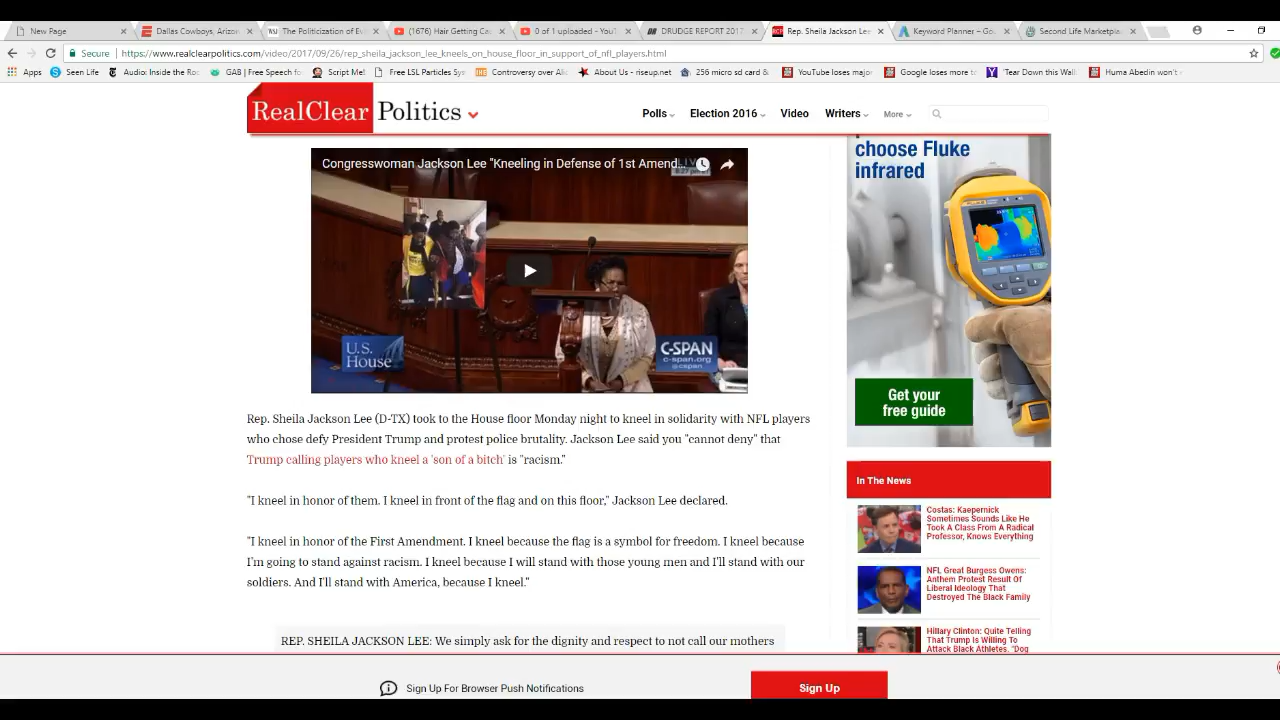 New Page
Dallas Cowboys, Arizon
The Politicization of Ev
(1676) Hair Getting Ca
0 of 1 uploaded - YouT
DRUDGE REPORT 2017
Rep. Sheila Jackson Lee
Keyword Planner – Goo
Second Life Marketpla
Secure
https://www.realclearpolitics.com/video/2017/09/26/rep_sheila_jackson_lee_kneels_on_house_floor_in_support_of_nfl_players.html
Apps
Seen Life
Audio: Inside the Roo
GAB | Free Speech fo
Script Me!
Free LSL Particles Sys
Controversy over Alic
About Us - riseup.net
256 micro sd card &
YouTube loses major
Google loses more to
'Tear Down this Wall
Huma Abedin won't r
RealClear Politics
Polls
Election 2016
Video
Writers
More
Congresswoman Jackson Lee "Kneeling in Defense of 1st Amend...
LIVE
U.S.
House
C-SPAN
c-span.org
@cspan
choose Fluke
infrared
Get your
free guide
Rep. Sheila Jackson Lee (D-TX) took to the House floor Monday night to kneel in solidarity with NFL players
who chose defy President Trump and protest police brutality. Jackson Lee said you "cannot deny" that
Trump calling players who kneel a 'son of a bitch' is "racism."
"I kneel in honor of them. I kneel in front of the flag and on this floor," Jackson Lee declared.
"I kneel in honor of the First Amendment. I kneel because the flag is a symbol for freedom. I kneel because
I'm going to stand against racism. I kneel because I will stand with those young men and I'll stand with our
soldiers. And I'll stand with America, because I kneel."
REP. SHEILA JACKSON LEE: We simply ask for the dignity and respect to not call our mothers
In The News
Costas: Kaepernick
Sometimes Sounds Like He
Took A Class From A Radical
Professor, Knows Everything
NFL Great Burgess Owens:
Anthem Protest Result Of
Liberal Ideology That
Destroyed The Black Family
Hillary Clinton: Quite Telling
That Trump Is Willing To
Attack Black Athletes, "Dog
Sign Up For Browser Push Notifications
Sign Up